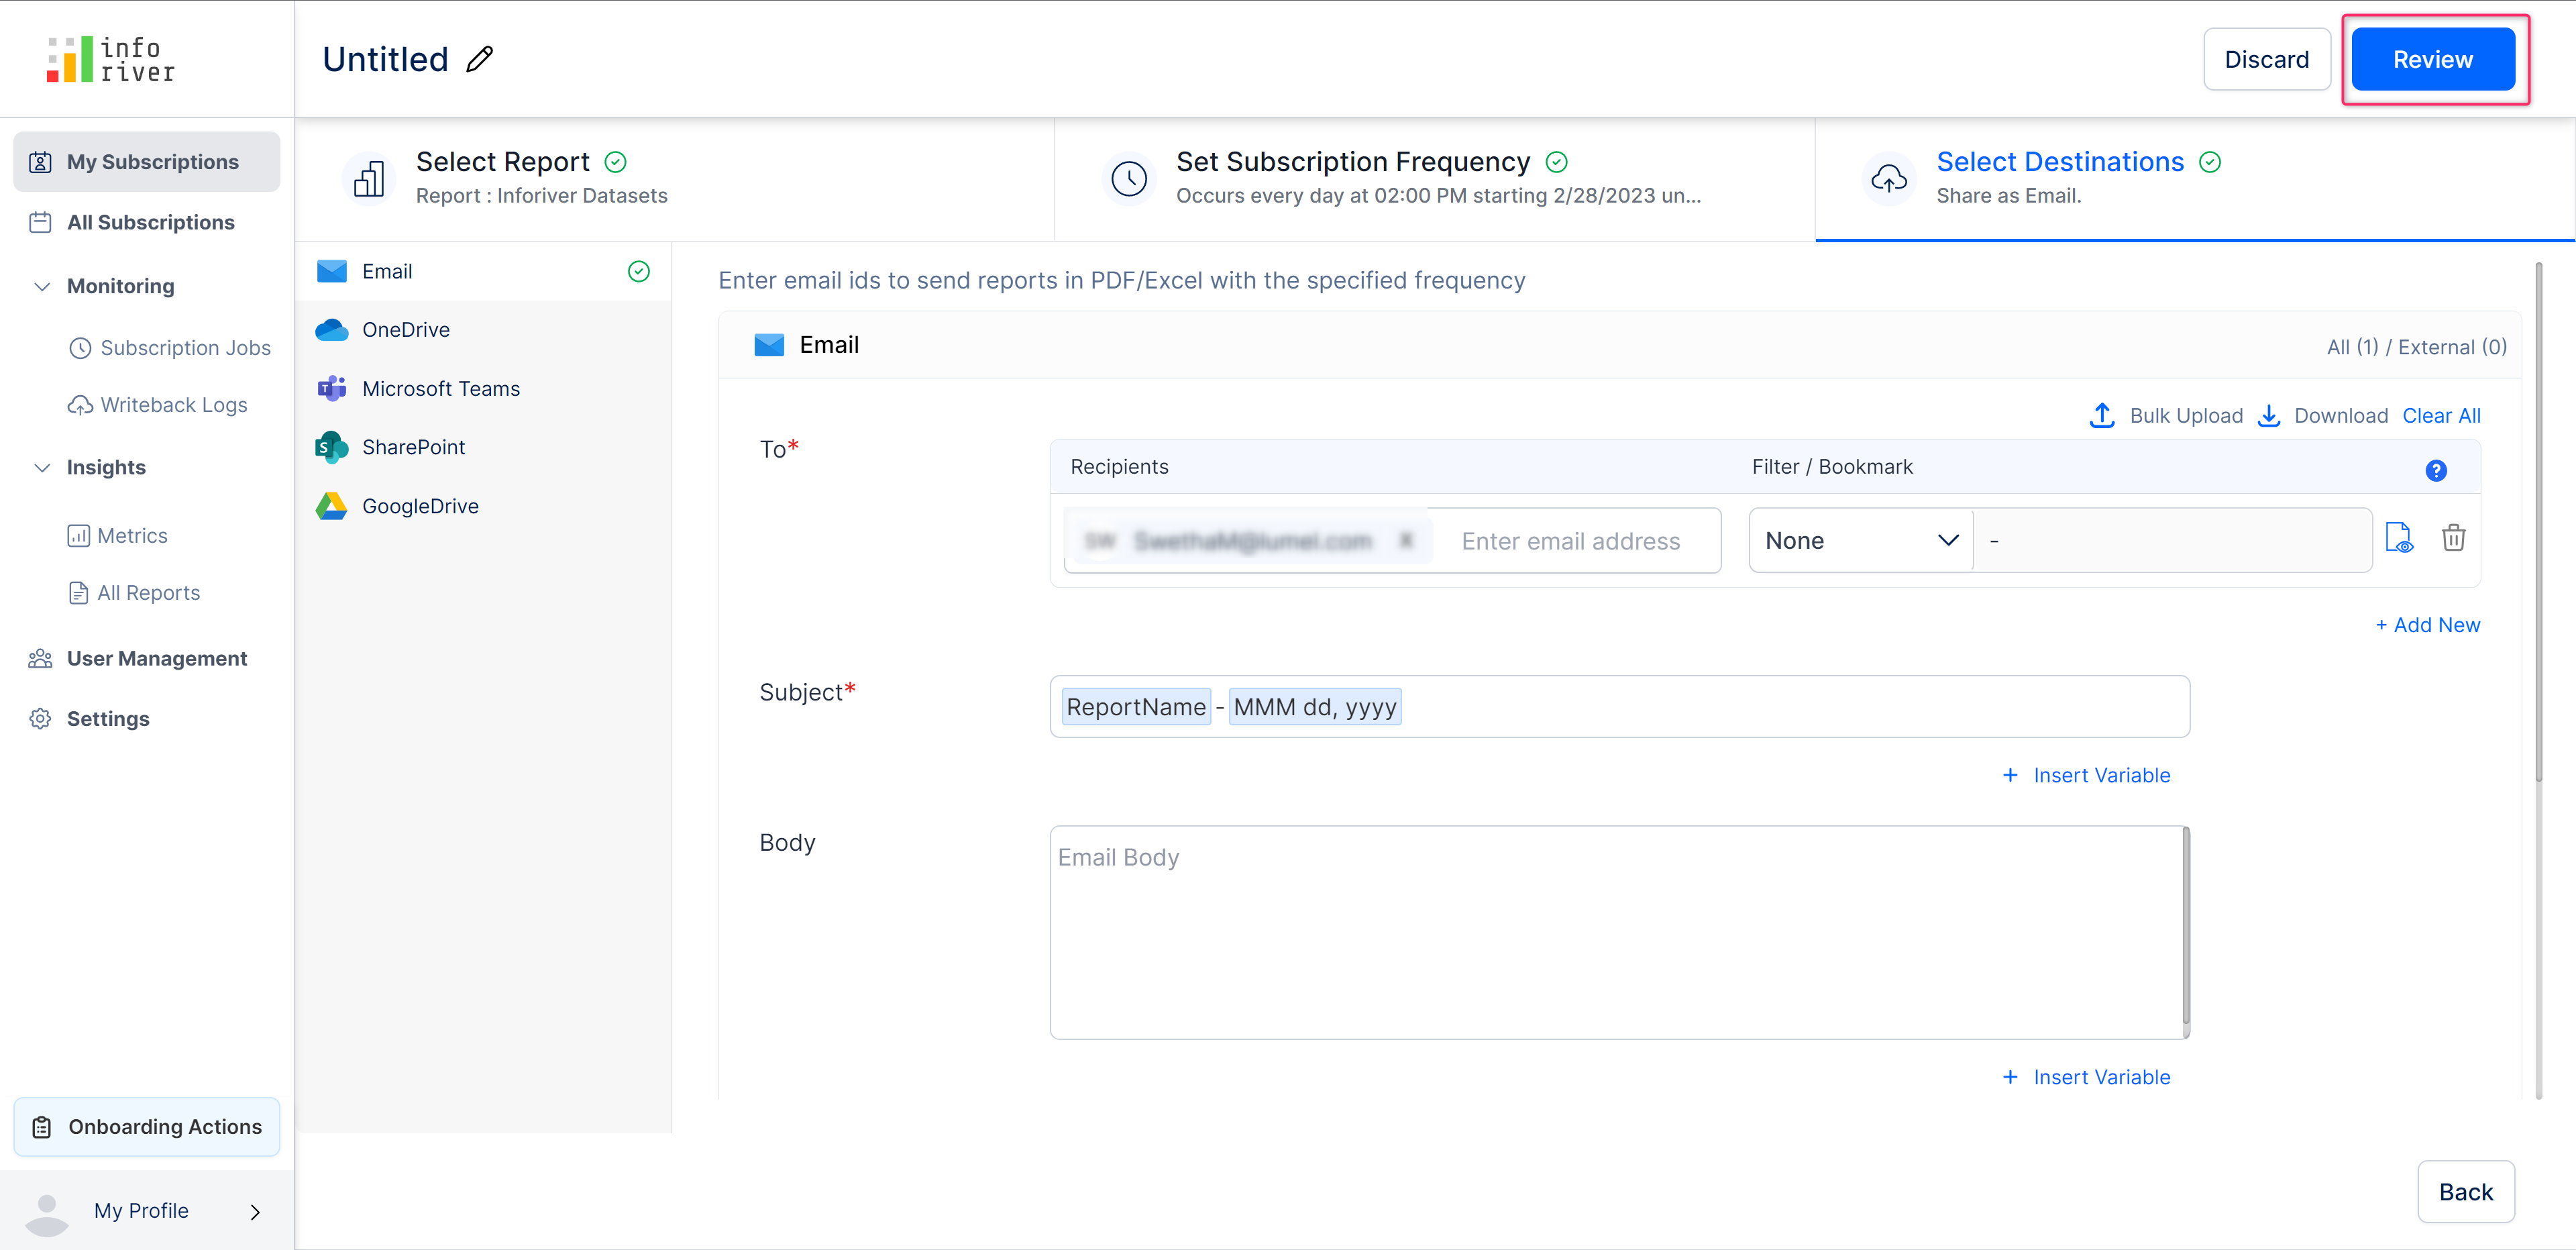 info
river
Untitled
Discard
Review
My Subscriptions
All Subscriptions
Monitoring
Subscription Jobs
Writeback Logs
Insights
Metrics
All Reports
User Management
Settings
Onboarding Actions
My Profile
Select Report
Report : Inforiver Datasets
Set Subscription Frequency
Occurs every day at 02:00 PM starting 2/28/2023 un...
Select Destinations
Share as Email.
Email
OneDrive
Microsoft Teams
SharePoint
GoogleDrive
Enter email ids to send reports in PDF/Excel with the specified frequency
Email
All (1) / External (0)
Bulk Upload Download Clear All
To*
Recipients Filter / Bookmark ?
Enter email address None -
+ Add New
Subject*
ReportName - MMM dd, yyyy
+ Insert Variable
Body
Email Body
+ Insert Variable
Back